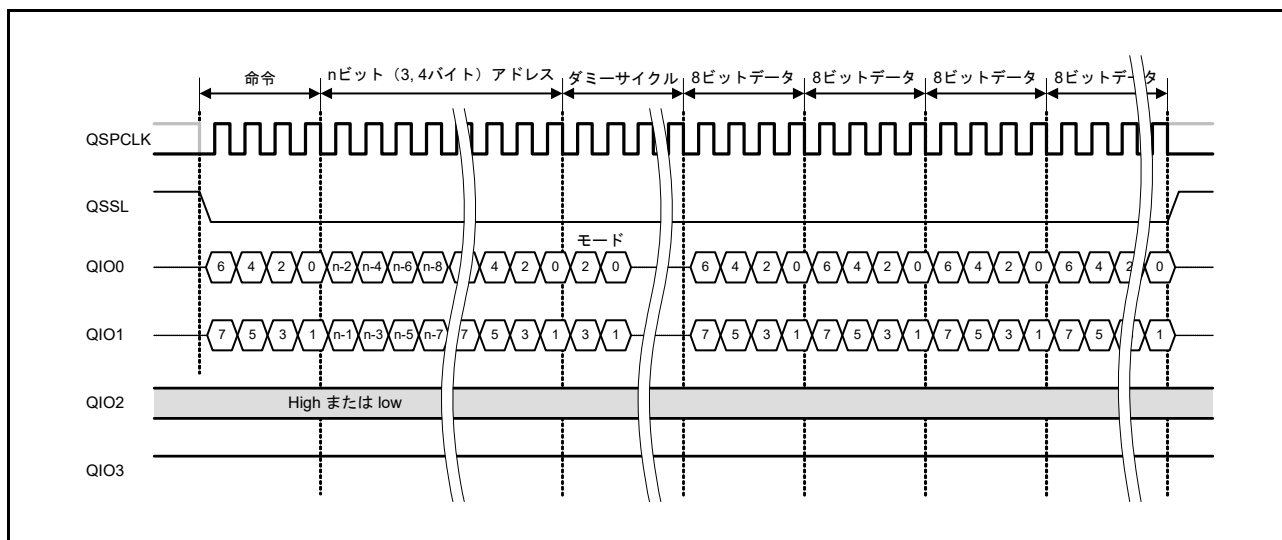 命令 nビット（3, 4バイト）アドレス ダミーサイクル 8ビットデータ 8ビットデータ 8ビットデータ 8ビットデータ
QSPCLK
QSSL
モード
QIO0 6 4 2 0 n-2 n-4 n-6 n-8 4 2 0 2 0 6 4 2 0 6 4 2 0 6 4 2 0 6 4 2 0
QIO1 7 5 3 1 n-1 n-3 n-5 n-7 7 5 3 1 3 1 7 5 3 1 7 5 3 1 7 5 3 1 7 5 1
QIO2 High または low
QIO3